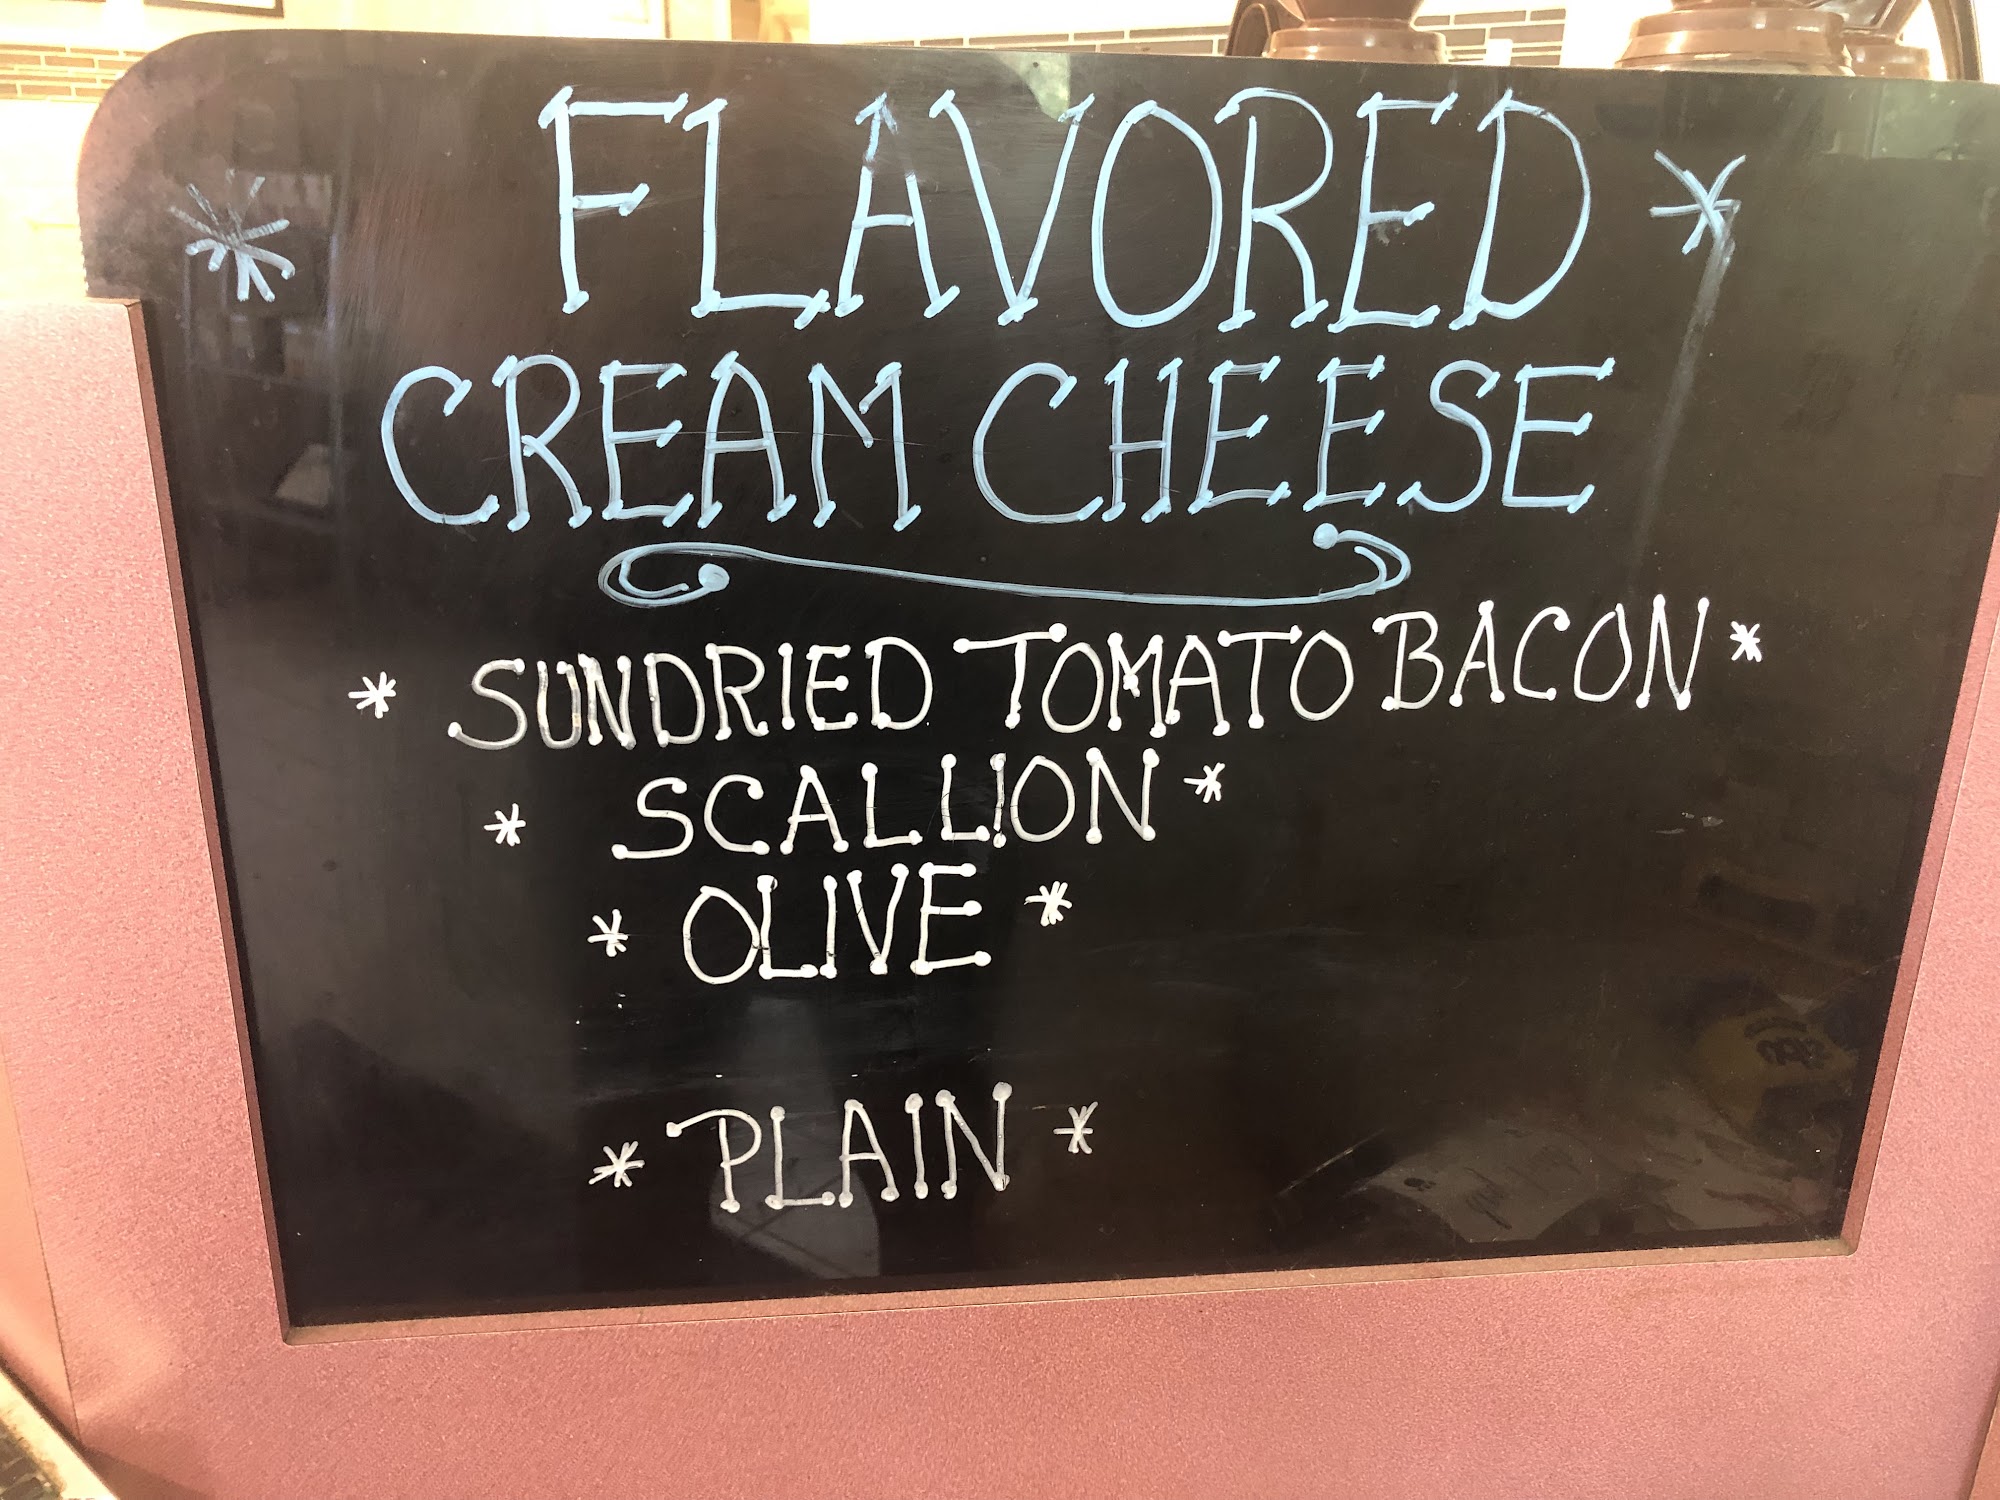 * FLAVORED *
CREAM CHEESE
* SUNDRIED TOMATO BACON *
* SCALLION *
* OLIVE *
* PLAIN *